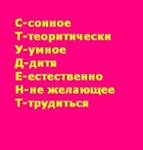 С-сонное
Т-теоритически
У-умное
Д-дитя
Е-естественно
Н-не желающее
Т-трудиться